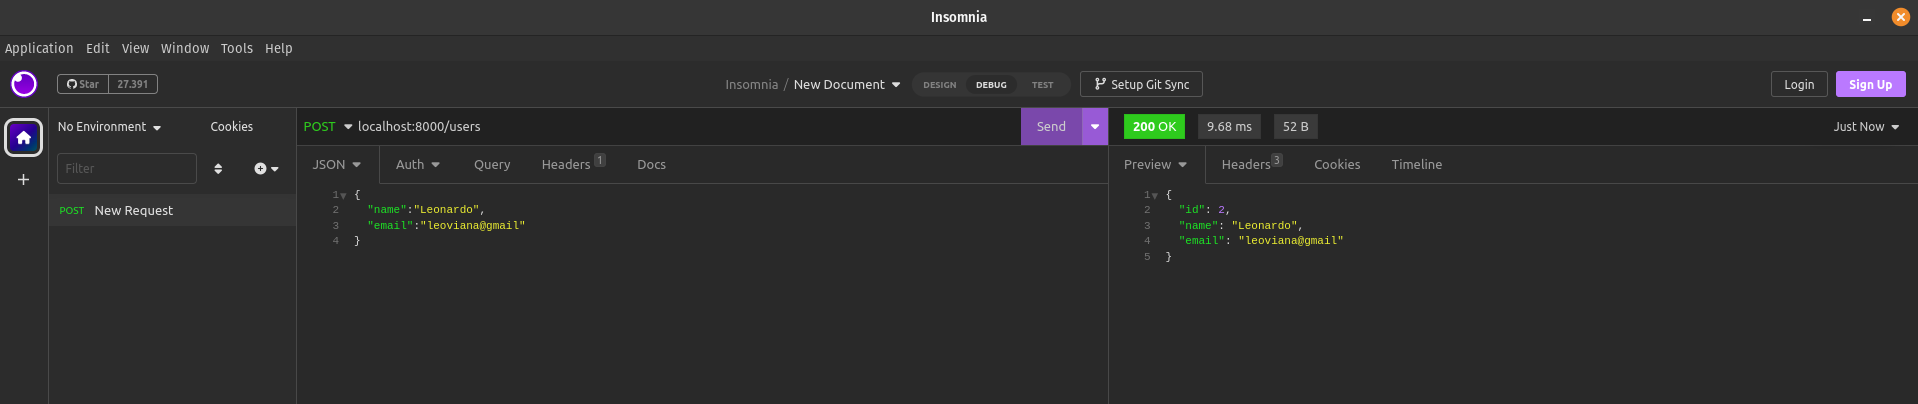 Insomnia
Application Edit View Window Tools Help
Star 27.391
Insomnia / New Document DESIGN DEBUG TEST Setup Git Sync Login Sign Up
No Environment Cookies
POST localhost:8000/users Send
200 OK 9.68 ms 52 B Just Now
Filter
JSON Auth Query Headers 1 Docs
Preview Headers 3 Cookies Timeline
POST New Request
1 {
2 "name":"Leonardo",
3 "email":"leoviana@gmail"
4 }
1 {
2 "id": 2,
3 "name": "Leonardo",
4 "email": "leoviana@gmail"
5 }